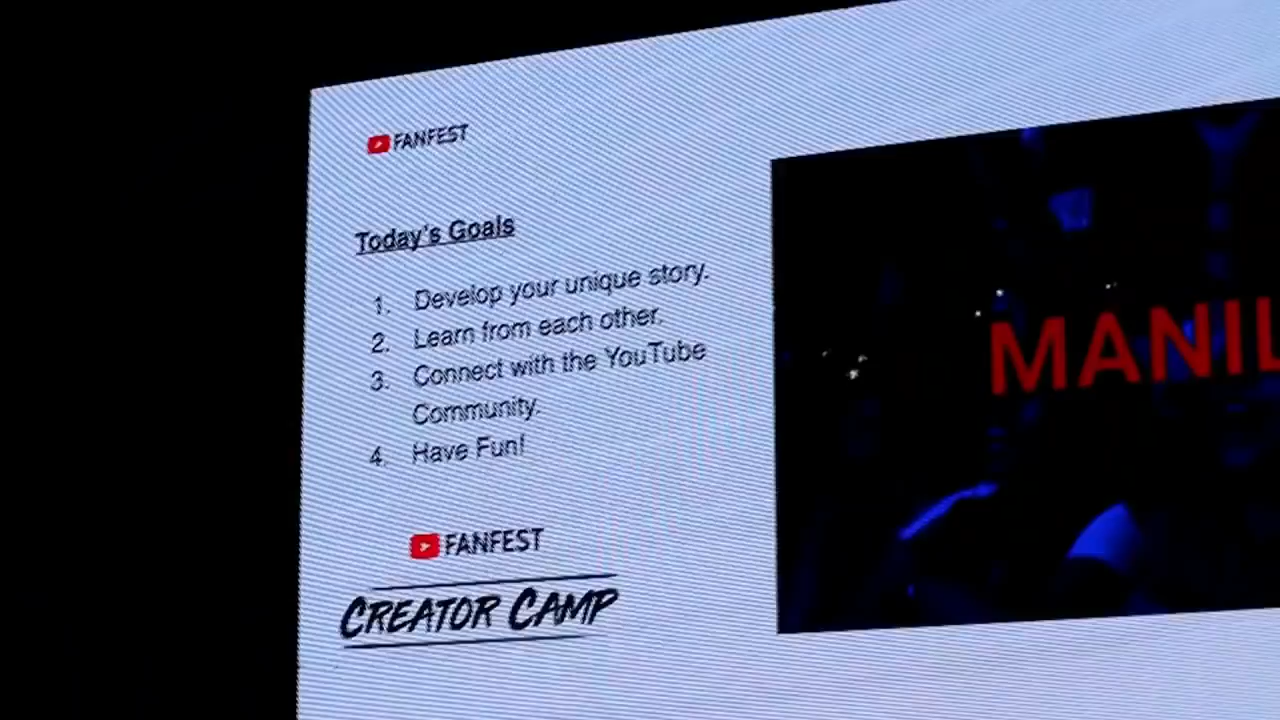 FANFEST
Today's Goals
1. Develop your unique story.
2. Learn from each other.
3. Connect with the YouTube
Community.
4. Have Fun!
FANFEST
CREATOR CAMP
MANIL